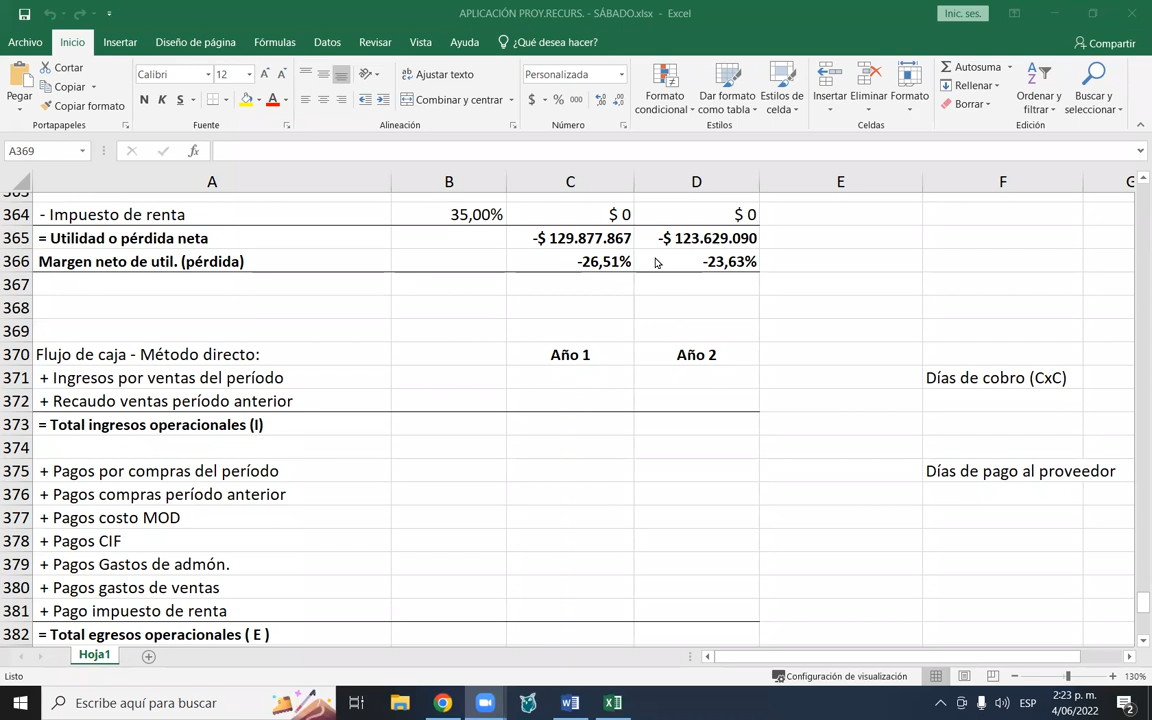 APLICACIÓN PROY.RECURS. - SÁBADO.xlsx - Excel
Inic. ses.
Archivo Inicio Insertar Diseño de página Fórmulas Datos Revisar Vista Ayuda ¿Qué desea hacer? Compartir
Pegar
Cortar
Copiar
Copiar formato
Portapapeles
Calibri 12
N K S
Fuente
Ajustar texto
Combinar y centrar
Alineación
Personalizada
$ % 000
Número
Formato condicional
Dar formato como tabla
Estilos de celda
Estilos
Insertar Eliminar Formato
Celdas
Autosuma
Rellenar
Borrar
Ordenar y filtrar
Buscar y seleccionar
Edición
A369 fx
A B C D E F G
364 - Impuesto de renta 35,00% $ 0 $ 0
365 = Utilidad o pérdida neta -$ 129.877.867 -$ 123.629.090
366 Margen neto de util. (pérdida) -26,51% -23,63%
367
368
369
370 Flujo de caja - Método directo: Año 1 Año 2
371 + Ingresos por ventas del período Días de cobro (CxC)
372 + Recaudo ventas período anterior
373 = Total ingresos operacionales (I)
374
375 + Pagos por compras del período Días de pago al proveedor
376 + Pagos compras período anterior
377 + Pagos costo MOD
378 + Pagos CIF
379 + Pagos Gastos de admón.
380 + Pagos gastos de ventas
381 + Pago impuesto de renta
382 = Total egresos operacionales ( E )
Hoja1
Listo Configuración de visualización 130%
Escribe aquí para buscar
ESP
2:23 p. m.
4/06/2022
2